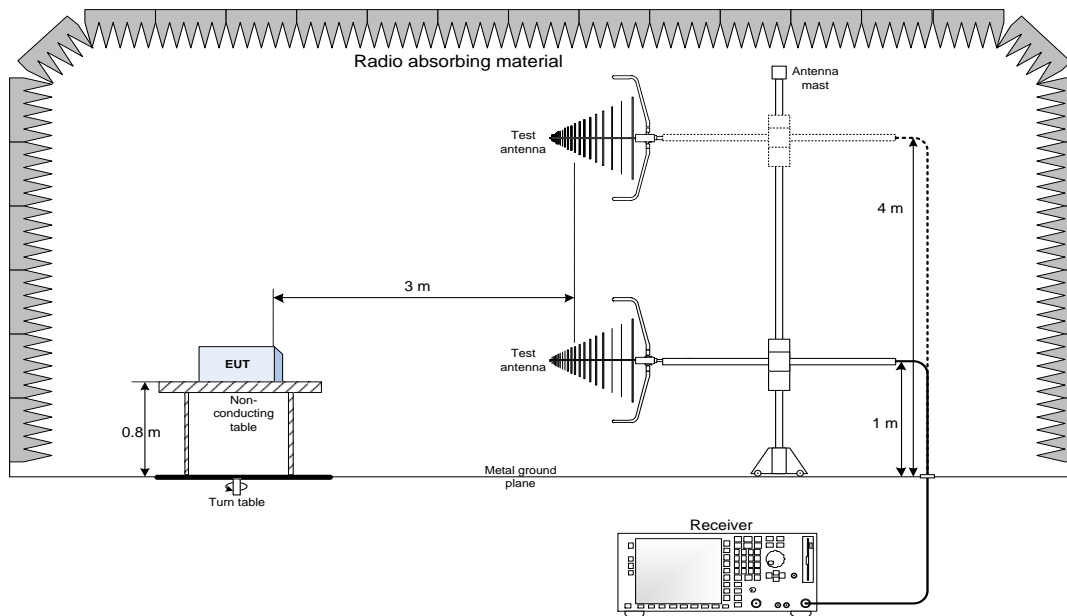 Radio absorbing material
Antenna
mast
Test
antenna
4 m
3 m
Test
antenna
EUT
Non-
conducting
table
0.8 m
1 m
Metal ground
plane
Turn table
Receiver